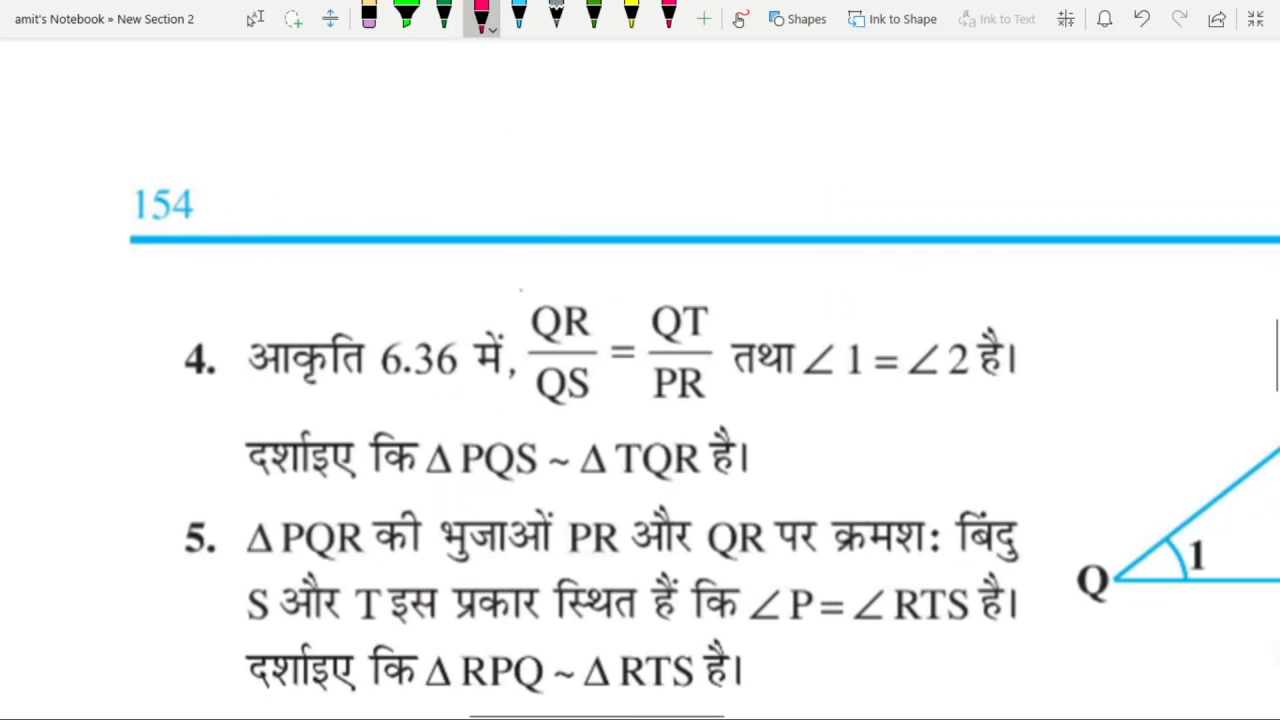 amit's Notebook » New Section 2
Shapes
Ink to Shape
Ink to Text
154
4. आकृति 6.36 में, QR/QS = QT/PR तथा ∠ 1 = ∠ 2 है।
दर्शाइए कि Δ PQS ~ Δ TQR है।
5. Δ PQR की भुजाओं PR और QR पर क्रमश: बिंदु
S और T इस प्रकार स्थित हैं कि ∠ P = ∠ RTS है।
दर्शाइए कि Δ RPQ ~ Δ RTS है।
Q
1